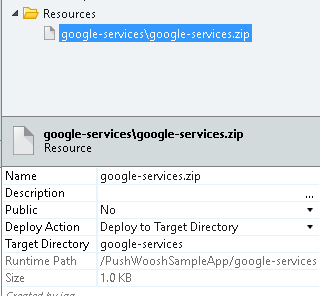 Resources
google-services\google-services.zip
google-services\google-services.zip
Resource
Name google-services.zip
Description ...
Public No
Deploy Action Deploy to Target Directory
Target Directory google-services
Runtime Path /PushWooshSampleApp/google-services
Size 1.0 KB
Created by